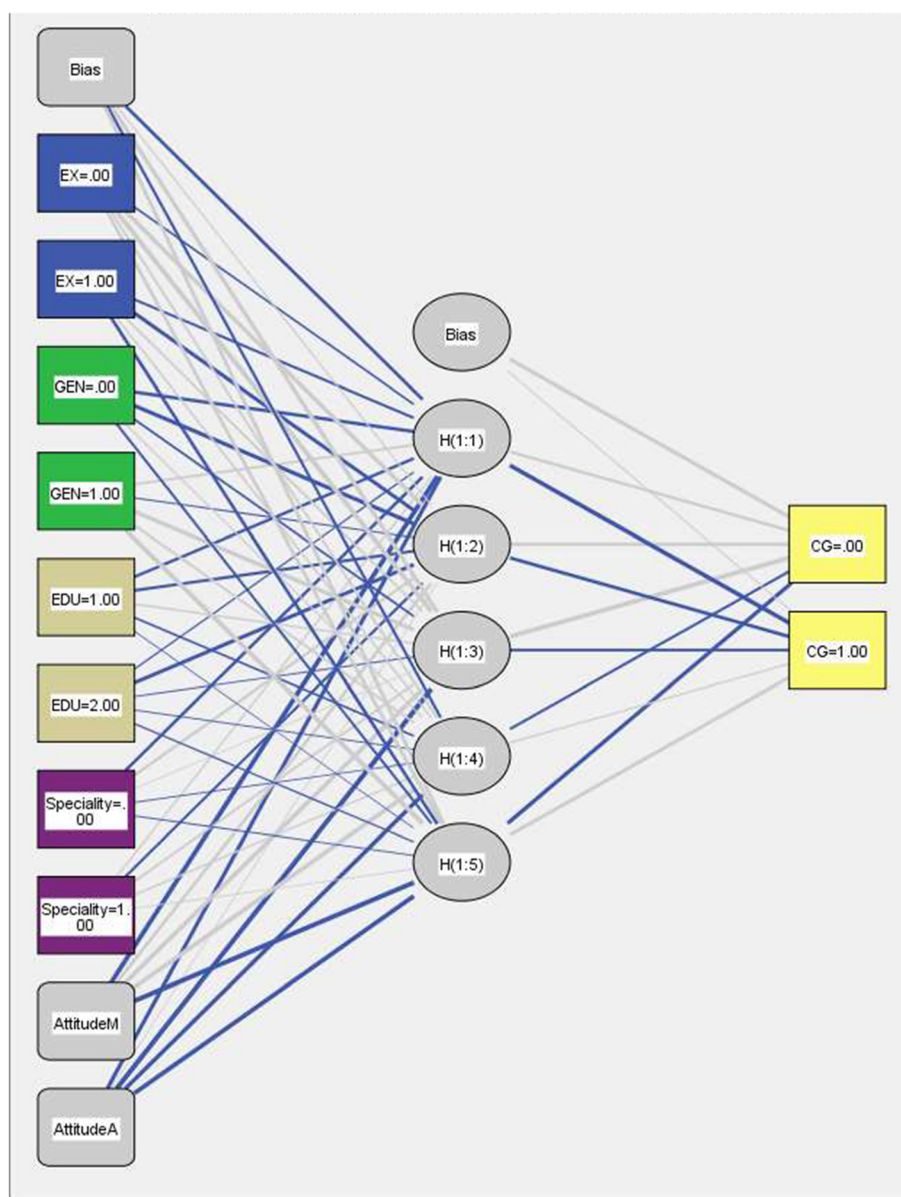 Bias
EX=.00
EX=1.00
GEN=.00
GEN=1.00
EDU=1.00
EDU=2.00
Speciality=.
00
Speciality=1.
00
AttitudeM
AttitudeA
Bias
H(1:1)
H(1:2)
H(1:3)
H(1:4)
H(1:5)
CG=.00
CG=1.00